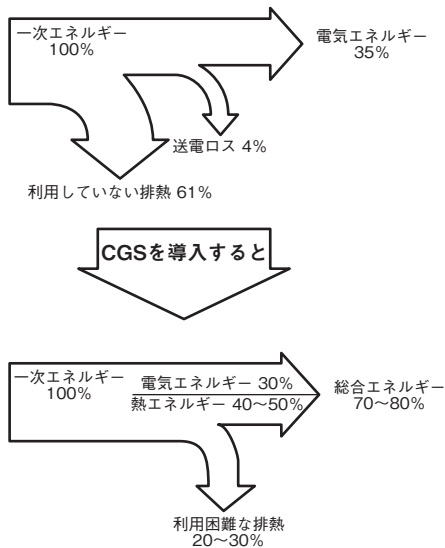 一次エネルギー
100%
電気エネルギー
35%
送電ロス 4%
利用していない排熱 61%
CGSを導入すると
一次エネルギー
100%
電気エネルギー 30%
熱エネルギー 40〜50%
総合エネルギー
70〜80%
利用困難な排熱
20〜30%